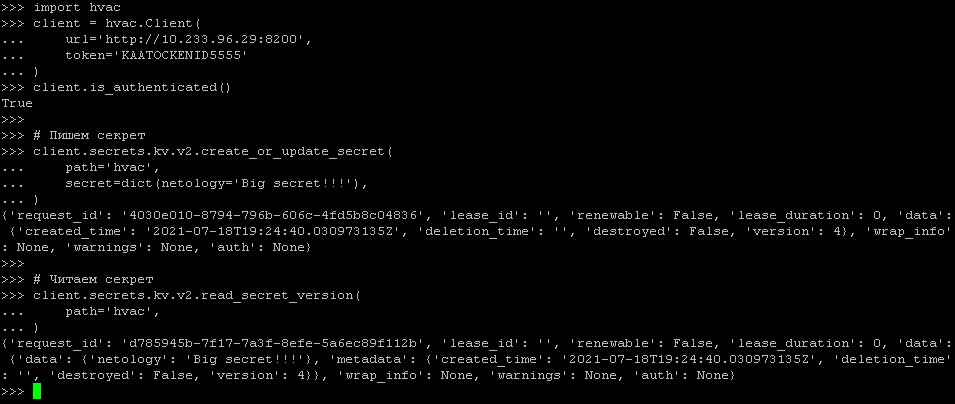 >>> import hvac
>>> client = hvac.Client(
...     url='http://10.233.96.29:8200',
...     token='KAATOCKENID5555'
... )
>>> client.is_authenticated()
True
>>>
>>> # Пишем секрет
>>> client.secrets.kv.v2.create_or_update_secret(
...     path='hvac',
...     secret=dict(netology='Big secret!!!'),
... )
{'request_id': '4030e010-8794-796b-606c-4fd5b8c04836', 'lease_id': '', 'renewable': False, 'lease_duration': 0, 'data':
 {'created_time': '2021-07-18T19:24:40.030973135Z', 'deletion_time': '', 'destroyed': False, 'version': 4}, 'wrap_info'
: None, 'warnings': None, 'auth': None}
>>>
>>> # Читаем секрет
>>> client.secrets.kv.v2.read_secret_version(
...     path='hvac',
... )
{'request_id': 'd785945b-7f17-7a3f-8efe-5a6ec89f112b', 'lease_id': '', 'renewable': False, 'lease_duration': 0, 'data':
 {'data': {'netology': 'Big secret!!!'}, 'metadata': {'created_time': '2021-07-18T19:24:40.030973135Z', 'deletion_time'
: '', 'destroyed': False, 'version': 4}}, 'wrap_info': None, 'warnings': None, 'auth': None}
>>>